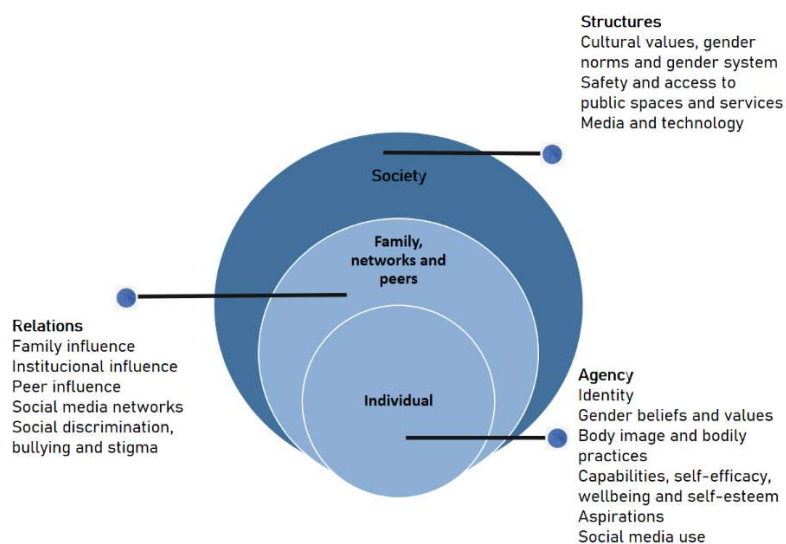 Structures
Cultural values, gender
norms and gender system
Safety and access to
public spaces and services
Media and technology
Society
Family,
networks and
peers
Relations
Family influence
Institutional influence
Peer influence
Social media networks
Social discrimination,
bullying and stigma
Individual
Agency
Identity
Gender beliefs and values
Body image and bodily
practices
Capabilities, self-efficacy,
wellbeing and self-esteem
Aspirations
Social media use